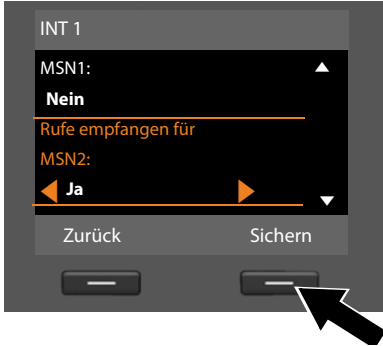 INT 1
MSN1:
Nein
Rufe empfangen für
MSN2:
Ja
Zurück Sichern